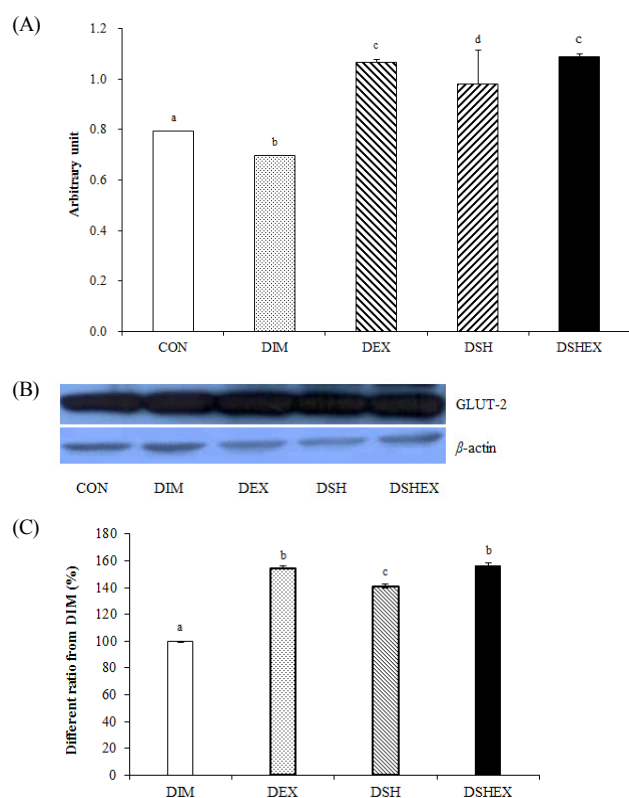 (A)
1.2
1.0
0.8
0.6
0.4
0.2
0.0
Arbitrary unit
a
b
c
d
c
CON DIM DEX DSH DSHEX
(B)
GLUT-2
β-actin
CON DIM DEX DSH DSHEX
(C)
180
160
140
120
100
80
60
40
20
0
Different ratio from DIM (%)
a
b
c
b
DIM DEX DSH DSHEX